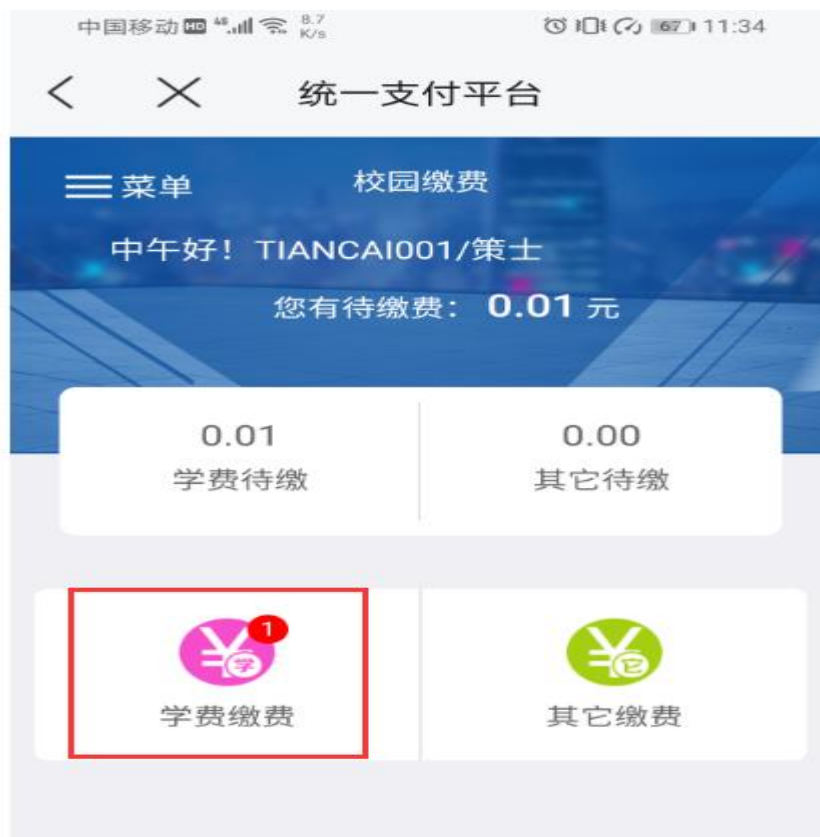 中国移动 HD 4G 8.7 K/s 67 11:34
统一支付平台
菜单 校园缴费
中午好！TIANCAI001/策士
您有待缴费：0.01 元
0.01 0.00
学费待缴 其它待缴
¥ 1 学 ¥ 它
学费缴费 其它缴费